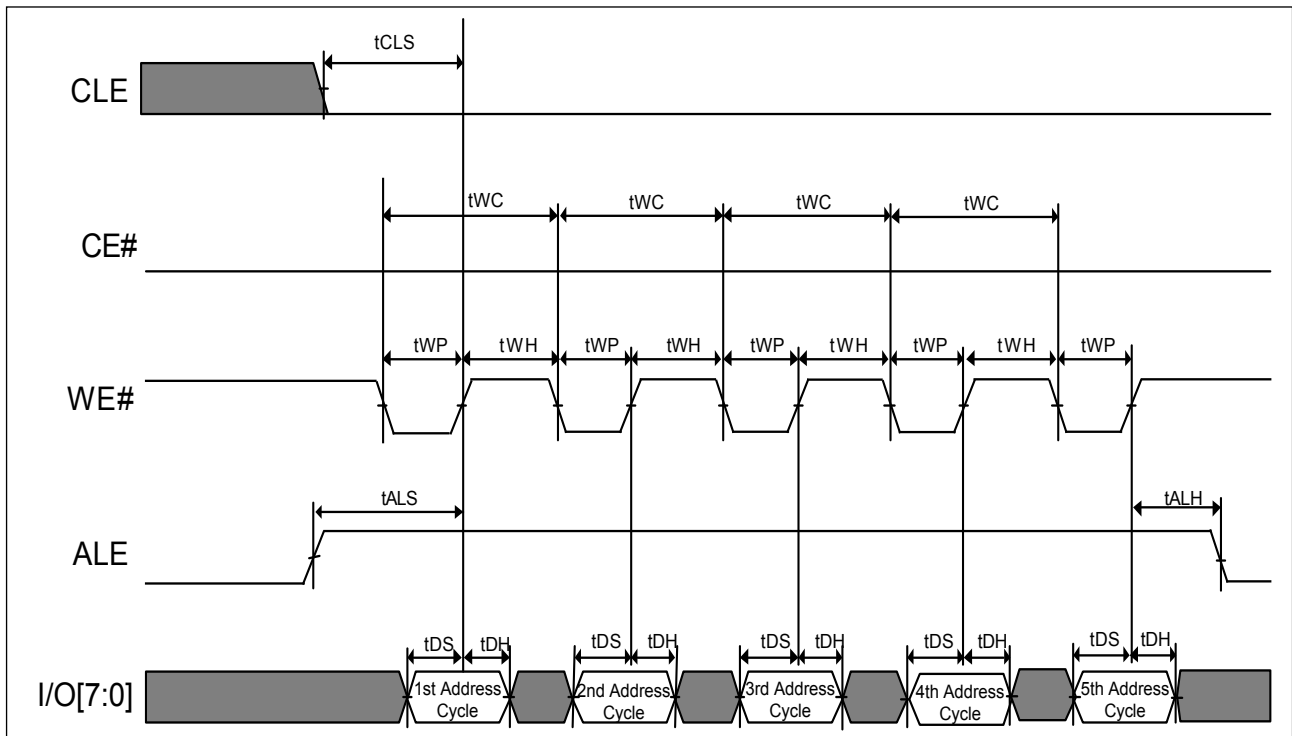 tCLS
CLE
tWC tWC tWC tWC
CE#
tWP tWH tWP tWH tWP tWH tWP tWH tWP
WE#
tALS tALH
ALE
tDS tDH tDS tDH tDS tDH tDS tDH tDS tDH
I/O[7:0]
1st Address
Cycle
2nd Address
Cycle
3rd Address
Cycle
4th Address
Cycle
5th Address
Cycle